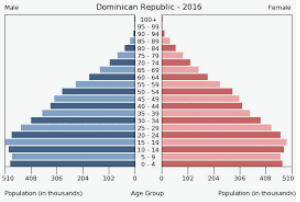 Male Dominican Republic - 2016 Female
100+
95 - 99
90 - 94
85 - 89
80 - 84
75 - 79
70 - 74
65 - 69
60 - 64
55 - 59
50 - 54
45 - 49
40 - 44
35 - 39
30 - 34
25 - 29
20 - 24
15 - 19
10 - 14
5 - 9
0 - 4
510 408 306 204 102 0 0 102 204 306 408 510
Population (in thousands) Age Group Population (in thousands)